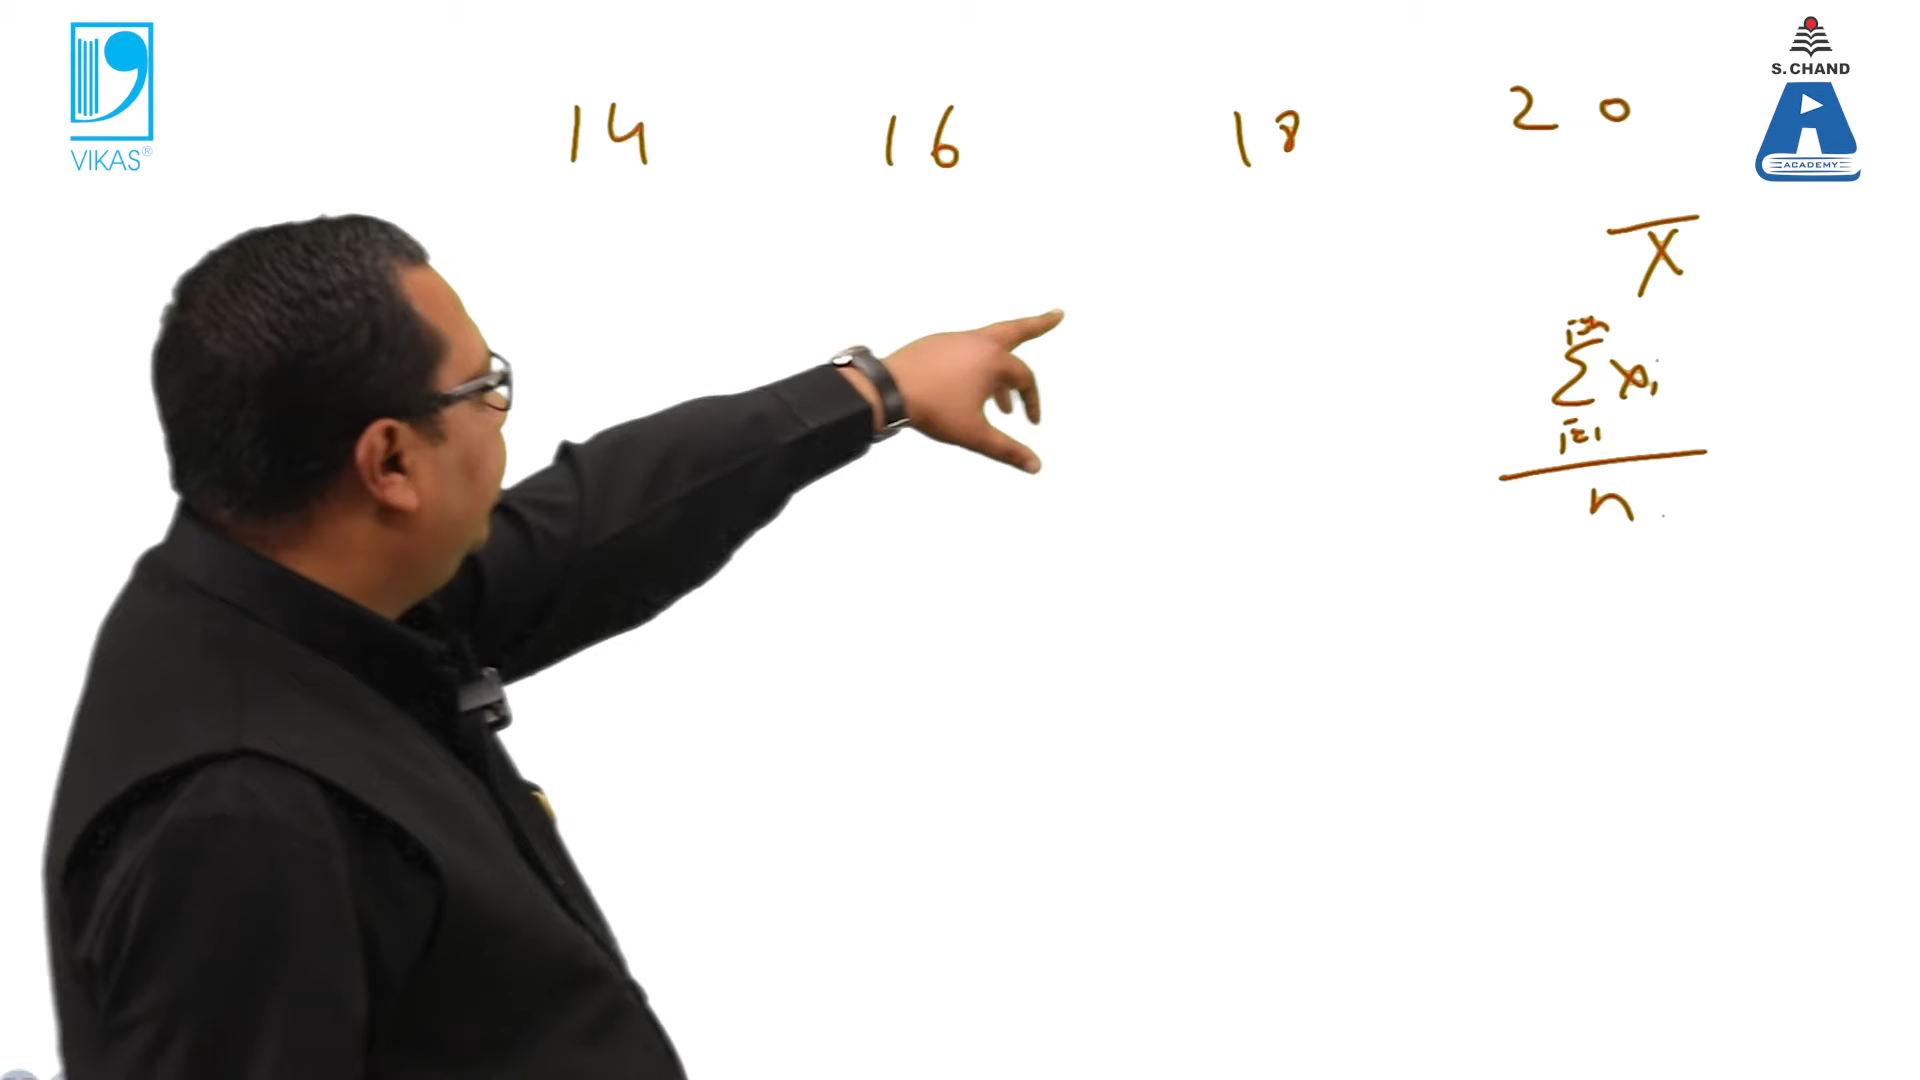 VIKAS®
S. CHAND
ACADEMY
14 16 18 20
X̄
i=n
∑ xi
i=1
n